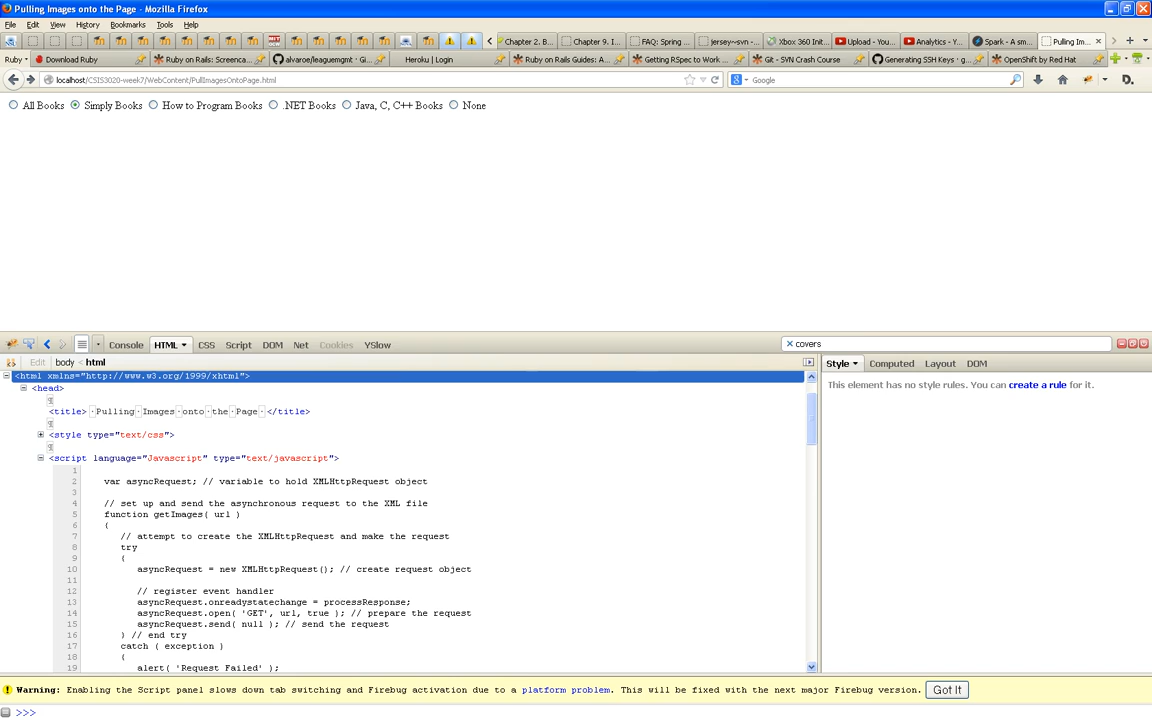 Pulling Images onto the Page - Mozilla Firefox
File Edit View History Bookmarks Tools Help
Chapter 2. B... Chapter 9. I... FAQ: Spring ... jersey~svn -... Xbox 360 Init... Upload - You... Analytics - Y... Spark - A sm... Pulling Im...
Ruby Download Ruby Ruby on Rails: Screenca... alvaroe/leaguemgmt · Gi... Heroku | Login Ruby on Rails Guides: A... Getting RSpec to Work ... Git - SVN Crash Course Generating SSH Keys · g... OpenShift by Red Hat
localhost/CSIS3020-week7/WebContent/PullImagesOntoPage.html Google
All Books Simply Books How to Program Books .NET Books Java, C, C++ Books None
Console HTML CSS Script DOM Net Cookies YSlow covers
Edit body < html Style Computed Layout DOM
<html xmlns="http://www.w3.org/1999/xhtml">
This element has no style rules. You can create a rule for it.
<head>
<title> Pulling Images onto the Page </title>
<style type="text/css">
<script language="Javascript" type="text/javascript">
1
2 var asyncRequest; // variable to hold XMLHttpRequest object
3
4 // set up and send the asynchronous request to the XML file
5 function getImages( url )
6 {
7 // attempt to create the XMLHttpRequest and make the request
8 try
9 {
10 asyncRequest = new XMLHttpRequest(); // create request object
11
12 // register event handler
13 asyncRequest.onreadystatechange = processResponse;
14 asyncRequest.open( 'GET', url, true ); // prepare the request
15 asyncRequest.send( null ); // send the request
16 } // end try
17 catch ( exception )
18 {
19 alert( 'Request Failed' );
Warning: Enabling the Script panel slows down tab switching and Firebug activation due to a platform problem. This will be fixed with the next major Firebug version. Got It
>>>